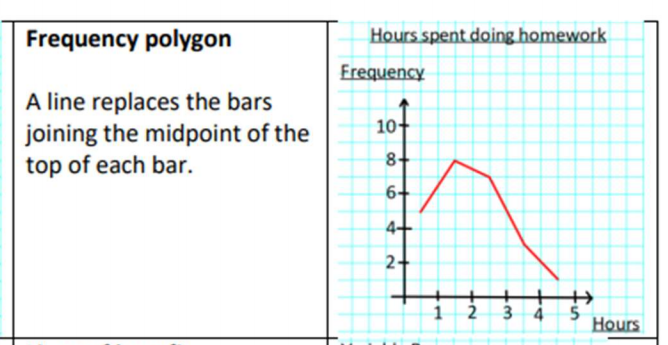 Frequency polygon
A line replaces the bars
joining the midpoint of the
top of each bar.
Hours spent doing homework
Frequency
10
8
6
4
2
1 2 3 4 5
Hours